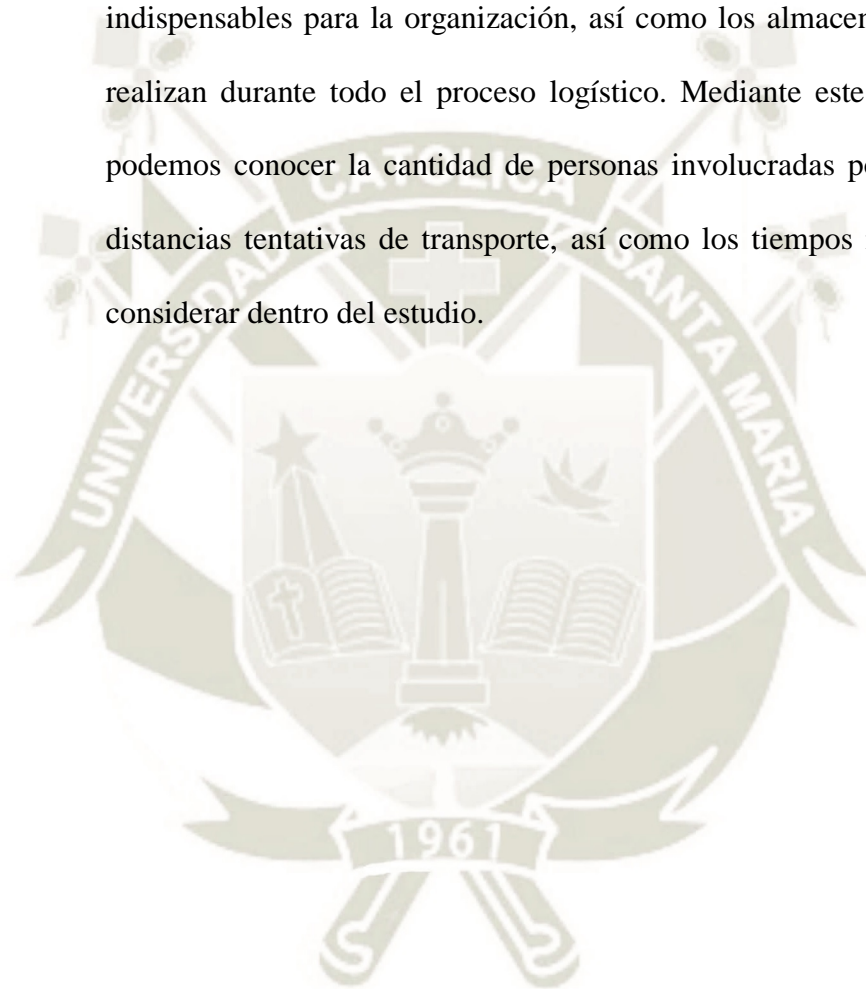 indispensables para la organización, así como los
realizan durante todo el proceso logístico. Mediante este
podemos conocer la cantidad de personas involucradas
distancias tentativas de transporte, así como los tiempos
considerar dentro del estudio.
UNIVERSIDAD CATOLICA SANTA MARIA
1961